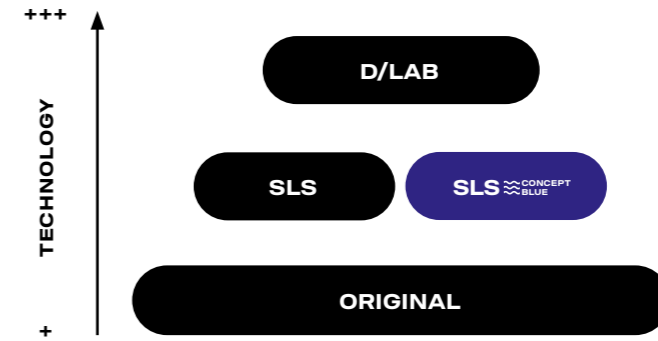 +++
D/LAB
TECHNOLOGY
SLS
SLS CONCEPT
BLUE
ORIGINAL
+